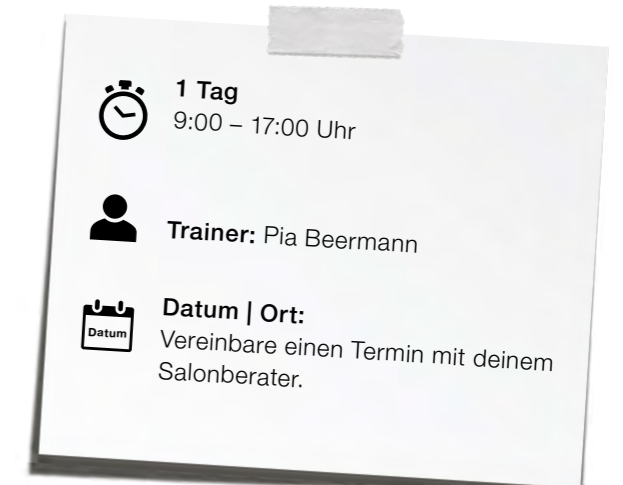 1 Tag
9:00 – 17:00 Uhr
Trainer: Pia Beermann
Datum
Datum | Ort:
Vereinbare einen Termin mit deinem
Salonberater.